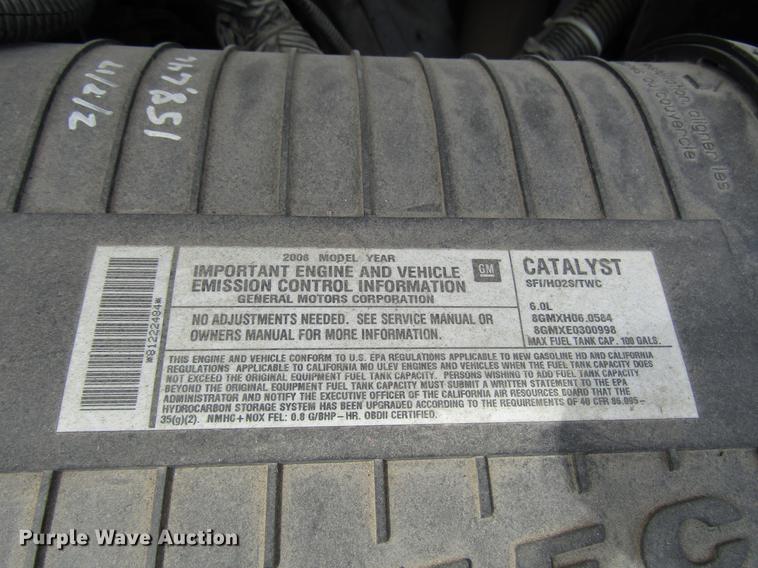 2/7/17
158,646
2008 MODEL YEAR
IMPORTANT ENGINE AND VEHICLE
EMISSION CONTROL INFORMATION
GENERAL MOTORS CORPORATION
GM
CATALYST
SFI/HO2S/TWC
6.0L
8GMXH06.0584
8GMXE0300998
MAX FUEL TANK CAP. 100 GALS.
NO ADJUSTMENTS NEEDED. SEE SERVICE MANUAL OR
OWNERS MANUAL FOR MORE INFORMATION.
*81222494*
THIS ENGINE AND VEHICLE CONFORM TO U.S. EPA REGULATIONS APPLICABLE TO NEW GASOLINE HD AND CALIFORNIA
REGULATIONS APPLICABLE TO CALIFORNIA MD ULEV ENGINES AND VEHICLES WHEN THE FUEL TANK CAPACITY DOES
NOT EXCEED THE ORIGINAL EQUIPMENT FUEL TANK CAPACITY. PERSONS WISHING TO ADD FUEL TANK CAPACITY
BEYOND THE ORIGINAL EQUIPMENT FUEL TANK CAPACITY MUST SUBMIT A WRITTEN STATEMENT TO THE EPA
ADMINISTRATOR AND NOTIFY THE EXECUTIVE OFFICER OF THE CALIFORNIA AIR RESOURCES BOARD THAT THE
HYDROCARBON STORAGE SYSTEM HAS BEEN UPGRADED ACCORDING TO THE REQUIREMENTS OF 40 CFR 86.095-
35(g)(2). NMHC+NOX FEL: 0.8 G/BHP-HR. OBDII CERTIFIED.
Purple Wave Auction